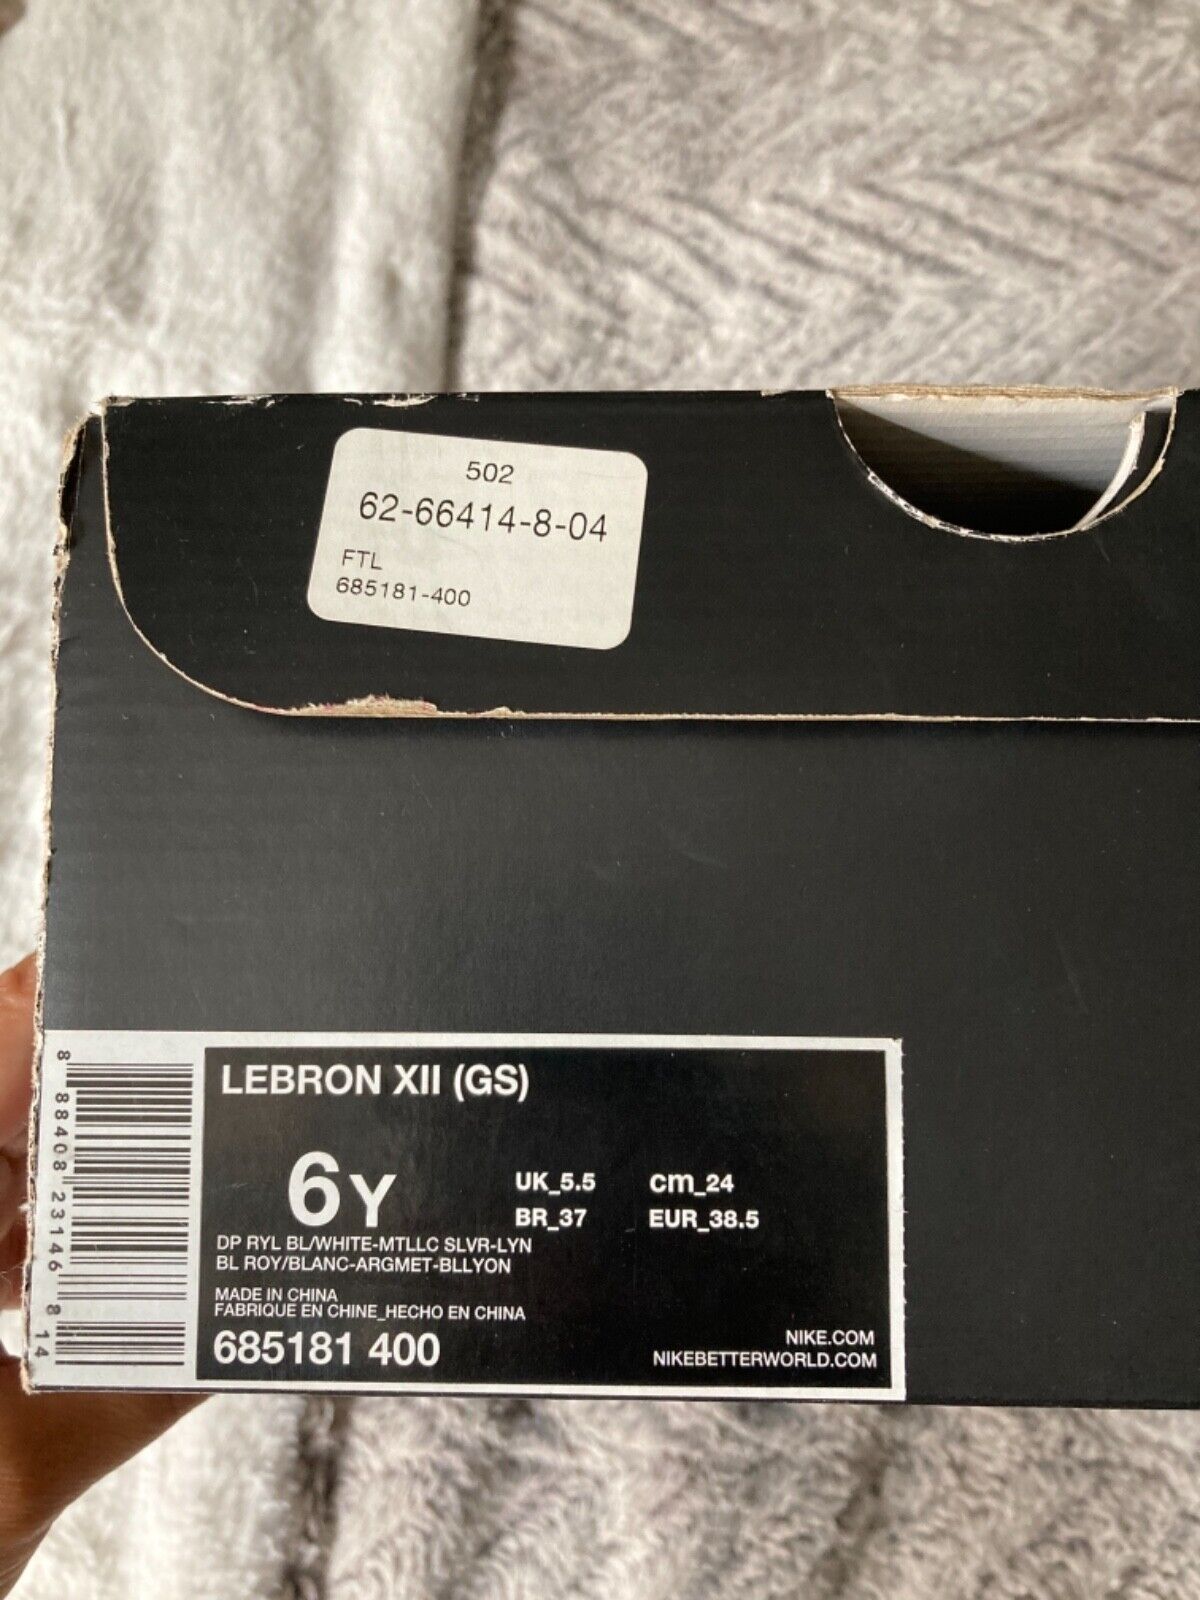 502
62-66414-8-04
FTL
685181-400
LEBRON XII (GS)
6Y
UK_5.5 cm_24
BR_37 EUR_38.5
DP RYL BL/WHITE-MTLLC SLVR-LYN
BL ROY/BLANC-ARGMET-BLLYON
MADE IN CHINA
FABRIQUE EN CHINE_HECHO EN CHINA
685181 400
NIKE.COM
NIKEBETTERWORLD.COM
8 88408 23146 8 14